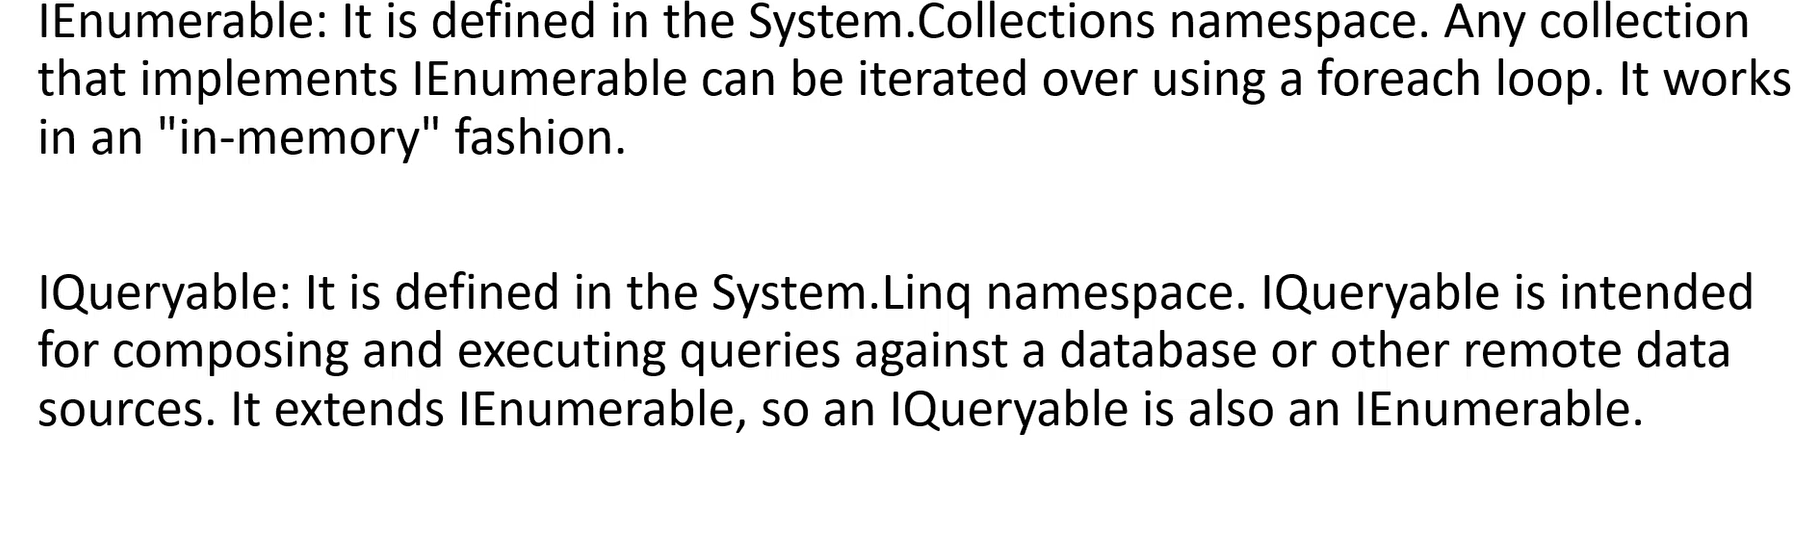 IEnumerable: It is defined in the System.Collections namespace. Any collection
that implements IEnumerable can be iterated over using a foreach loop. It works
in an "in-memory" fashion.
IQueryable: It is defined in the System.Linq namespace. IQueryable is intended
for composing and executing queries against a database or other remote data
sources. It extends IEnumerable, so an IQueryable is also an IEnumerable.